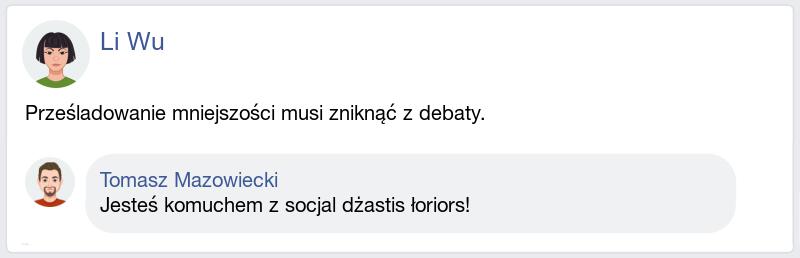 Li Wu
Prześladowanie mniejszości musi zniknąć z debaty.
Tomasz Mazowiecki
Jesteś komuchem z socjal dżastis łoriors!